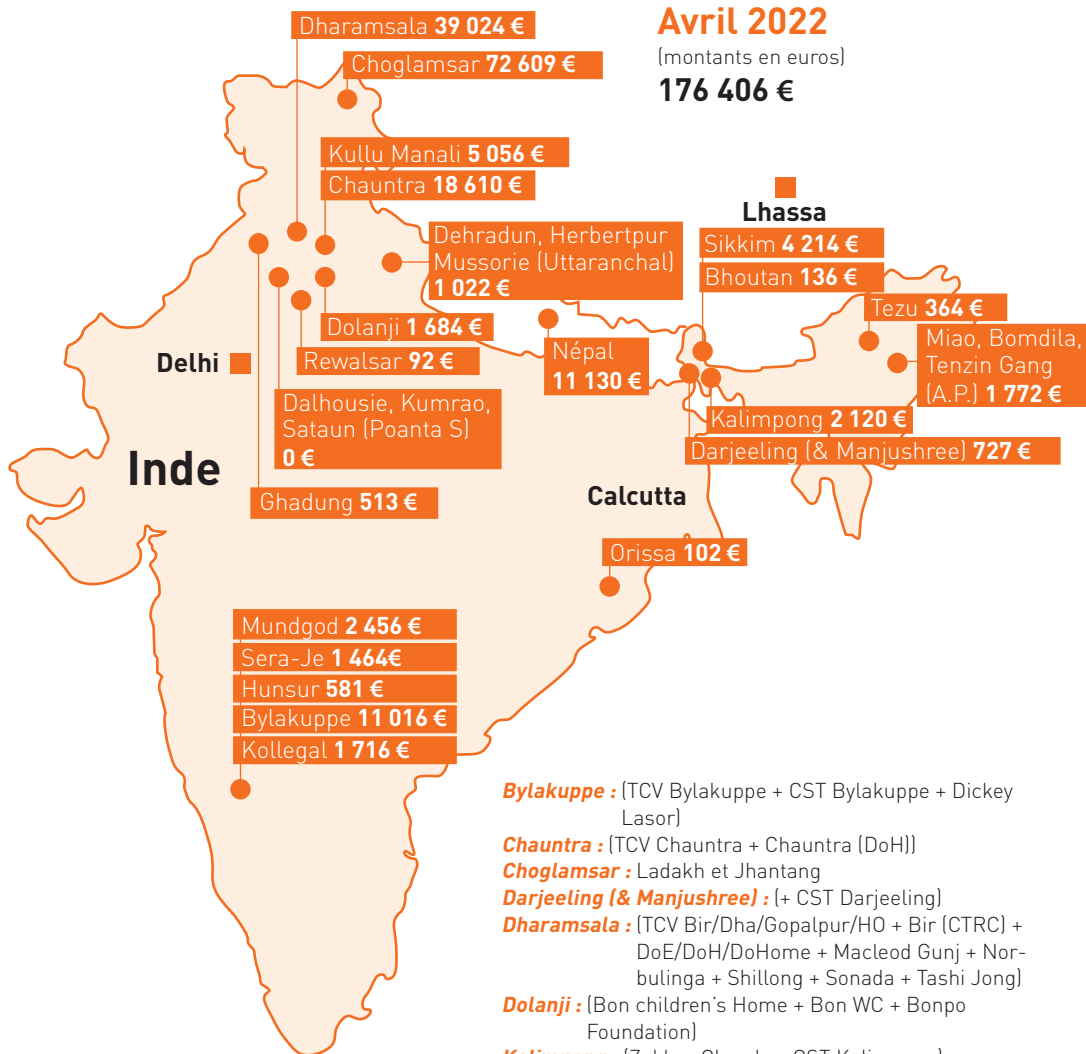 Avril 2022
(montants en euros)
176 406 €
Dharamsala 39 024 €
Choglamsar 72 609 €
Kullu Manali 5 056 €
Chauntra 18 610 €
Lhassa
Dehradun, Herbertpur
Mussorie (Uttaranchal)
1 022 €
Sikkim 4 214 €
Bhoutan 136 €
Tezu 364 €
Miao, Bomdila,
Tenzin Gang
(A.P.) 1 772 €
Dolanji 1 684 €
Rewalsar 92 €
Népal
11 130 €
Delhi
Dalhousie, Kumrao,
Sataun (Poanta S)
0 €
Kalimpong 2 120 €
Darjeeling (& Manjushree) 727 €
Inde
Ghadung 513 €
Calcutta
Orissa 102 €
Mundgod 2 456 €
Sera-Je 1 464€
Hunsur 581 €
Bylakuppe 11 016 €
Kollegal 1 716 €
Bylakuppe : (TCV Bylakuppe + CST Bylakuppe + Dickey
Lasor)
Chauntra : (TCV Chauntra + Chauntra (DoH))
Choglamsar : Ladakh et Jhantang
Darjeeling (& Manjushree) : (+ CST Darjeeling)
Dharamsala : (TCV Bir/Dha/Gopalpur/HO + Bir (CTRC) +
DoE/DoH/DoHome + Macleod Gunj + Nor-
bulinga + Shillong + Sonada + Tashi Jong)
Dolanji : (Bon children's Home + Bon WC + Bonpo
Foundation)